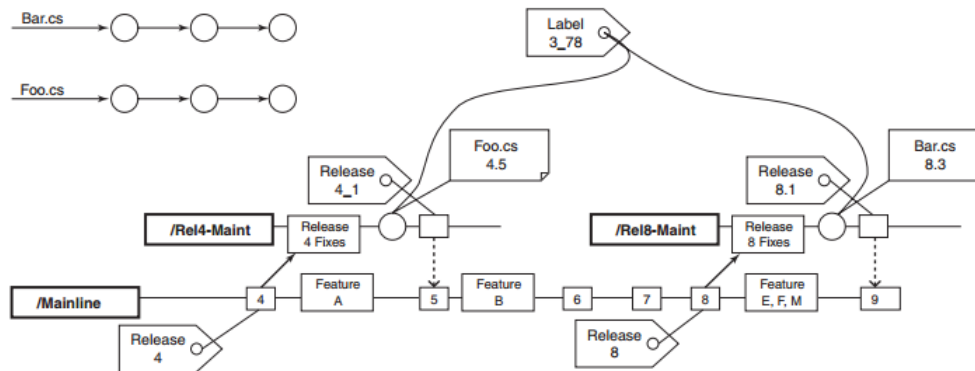 Bar.cs
Foo.cs
Label
3_78
Foo.cs
4.5
Bar.cs
8.3
Release
4_1
Release
8.1
/Rel4-Maint
Release
4 Fixes
/Rel8-Maint
Release
8 Fixes
/Mainline
4
Feature
A
5
Feature
B
6
7
8
Feature
E, F, M
9
Release
4
Release
8